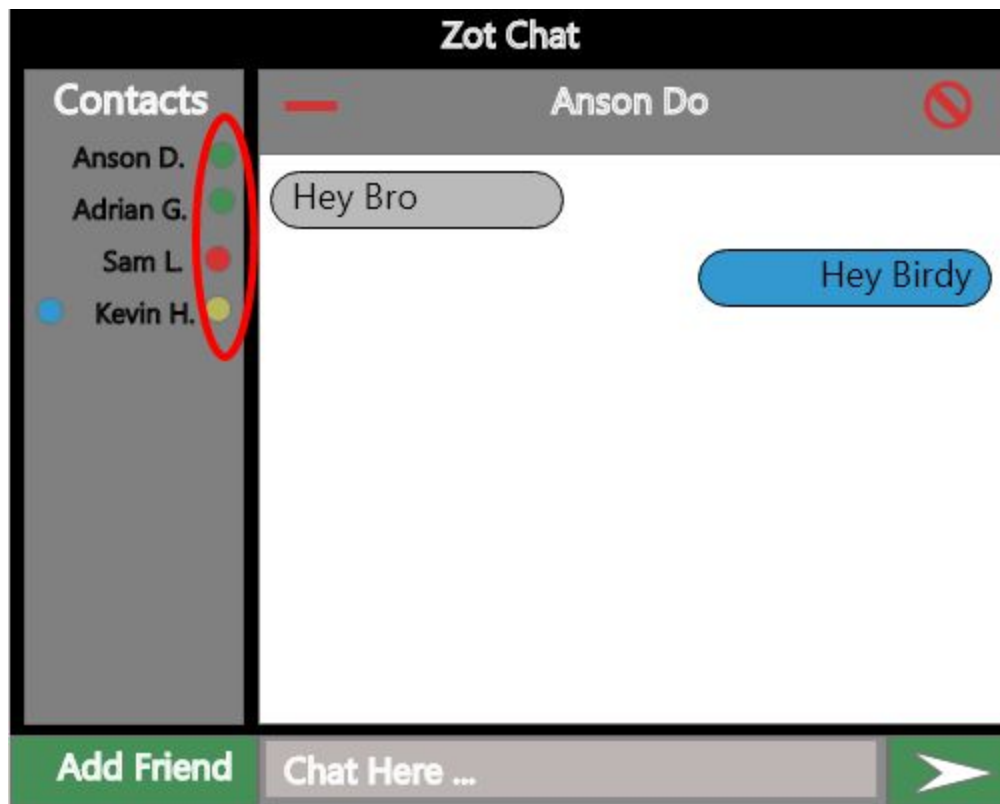 Zot Chat
Contacts
Anson D.
Adrian G.
Sam L.
Kevin H.
Anson Do
Hey Bro
Hey Birdy
Add Friend
Chat Here ...